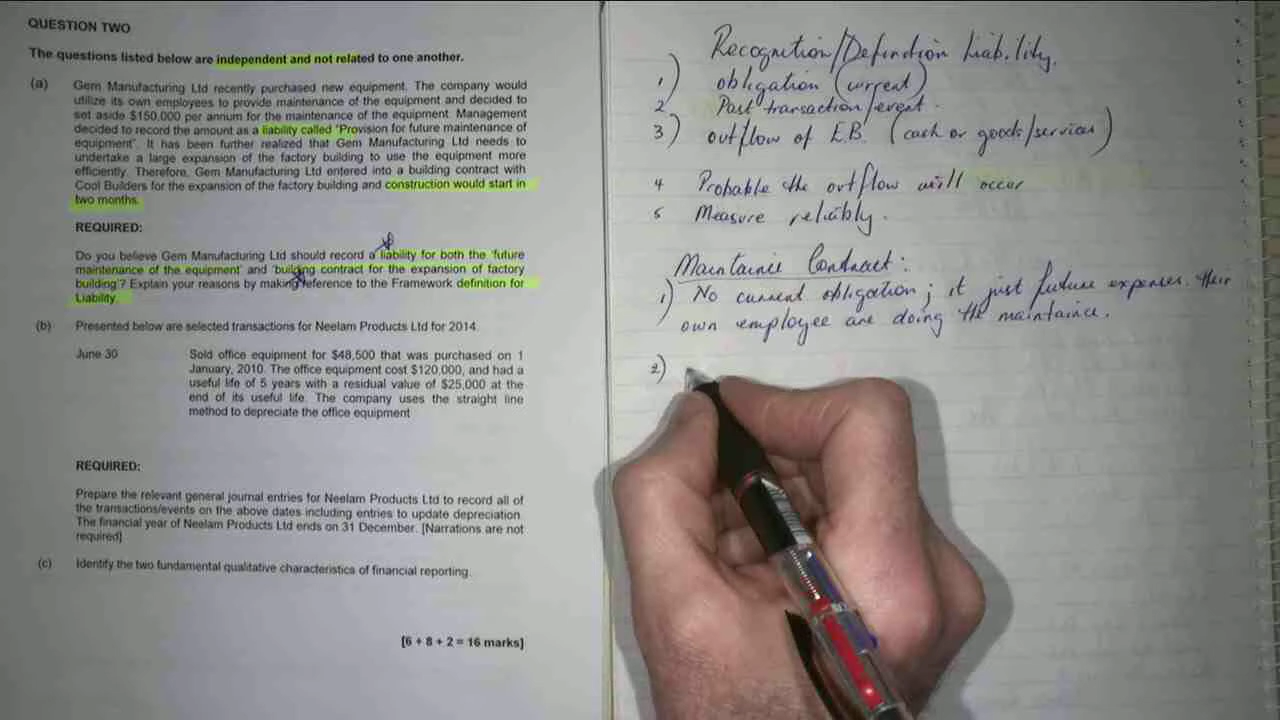 QUESTION TWO
The questions listed below are independent and not related to one another.
(a) Gem Manufacturing Ltd recently purchased new equipment. The company would
utilize its own employees to provide maintenance of the equipment and decided to
set aside $150,000 per annum for the maintenance of the equipment. Management
decided to record the amount as a liability called "Provision for future maintenance of
equipment". It has been further realized that Gem Manufacturing Ltd needs to
undertake a large expansion of the factory building to use the equipment more
efficiently. Therefore, Gem Manufacturing Ltd entered into a building contract with
Cool Builders for the expansion of the factory building and construction would start in
two months.
REQUIRED:
Do you believe Gem Manufacturing Ltd should record a liability for both the 'future
maintenance of the equipment' and 'building contract for the expansion of factory
building'? Explain your reasons by making reference to the Framework definition for
Liability.
(b) Presented below are selected transactions for Neelam Products Ltd for 2014.
June 30 Sold office equipment for $48,500 that was purchased on 1
January, 2010. The office equipment cost $120,000, and had a
useful life of 5 years with a residual value of $25,000 at the
end of its useful life. The company uses the straight line
method to depreciate the office equipment
REQUIRED:
Prepare the relevant general journal entries for Neelam Products Ltd to record all of
the transactions/events on the above dates including entries to update depreciation.
The financial year of Neelam Products Ltd ends on 31 December. [Narrations are not
required]
(c) Identify the two fundamental qualitative characteristics of financial reporting.
[6 + 8 + 2 = 16 marks]
Recognition/Definition Liability.
1) obligation (current)
2 Past transaction/event.
3) outflow of E.B. (cash or goods/services)
4 Probable the outflow will occur
5 Measure reliably.
Maintaince Contract:
1) No current obligation; it just future expenses. their
own employee are doing the maintaince.
2)